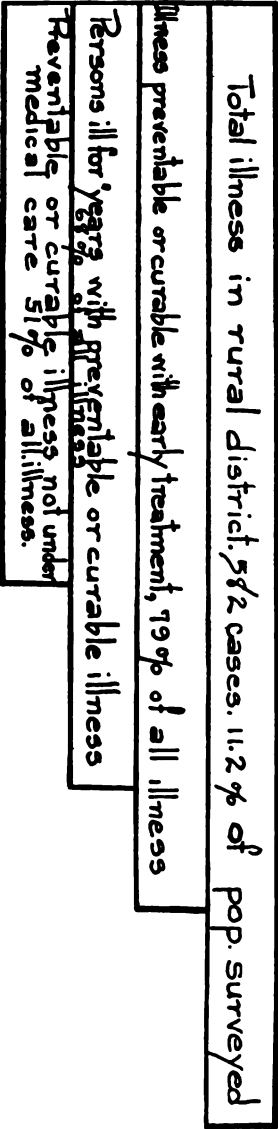 Total illness in rural district. 582 cases. 11.2% of pop. surveyed
Illness preventable or curable with early treatment, 79% of all illness
Persons ill for years with preventable or curable illness
68% of all illness
Preventable or curable illness not under
medical care 51% of all illness.